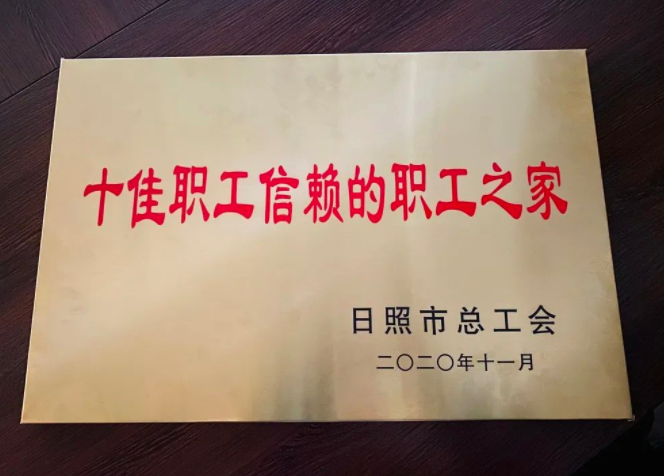 十佳职工信赖的职工之家
日照市总工会
二〇二〇年十一月